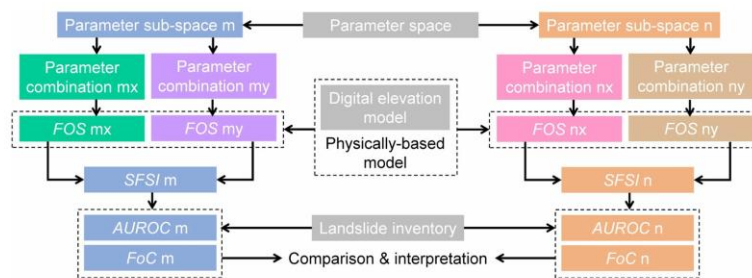 Parameter sub-space m
Parameter space
Parameter sub-space n
Parameter
combination mx
Parameter
combination my
Parameter
combination nx
Parameter
combination ny
Digital elevation
model
Physically-based
model
FOS mx
FOS my
FOS nx
FOS ny
SFSI m
SFSI n
AUROC m
Landslide inventory
AUROC n
FoC m
Comparison & interpretation
FoC n